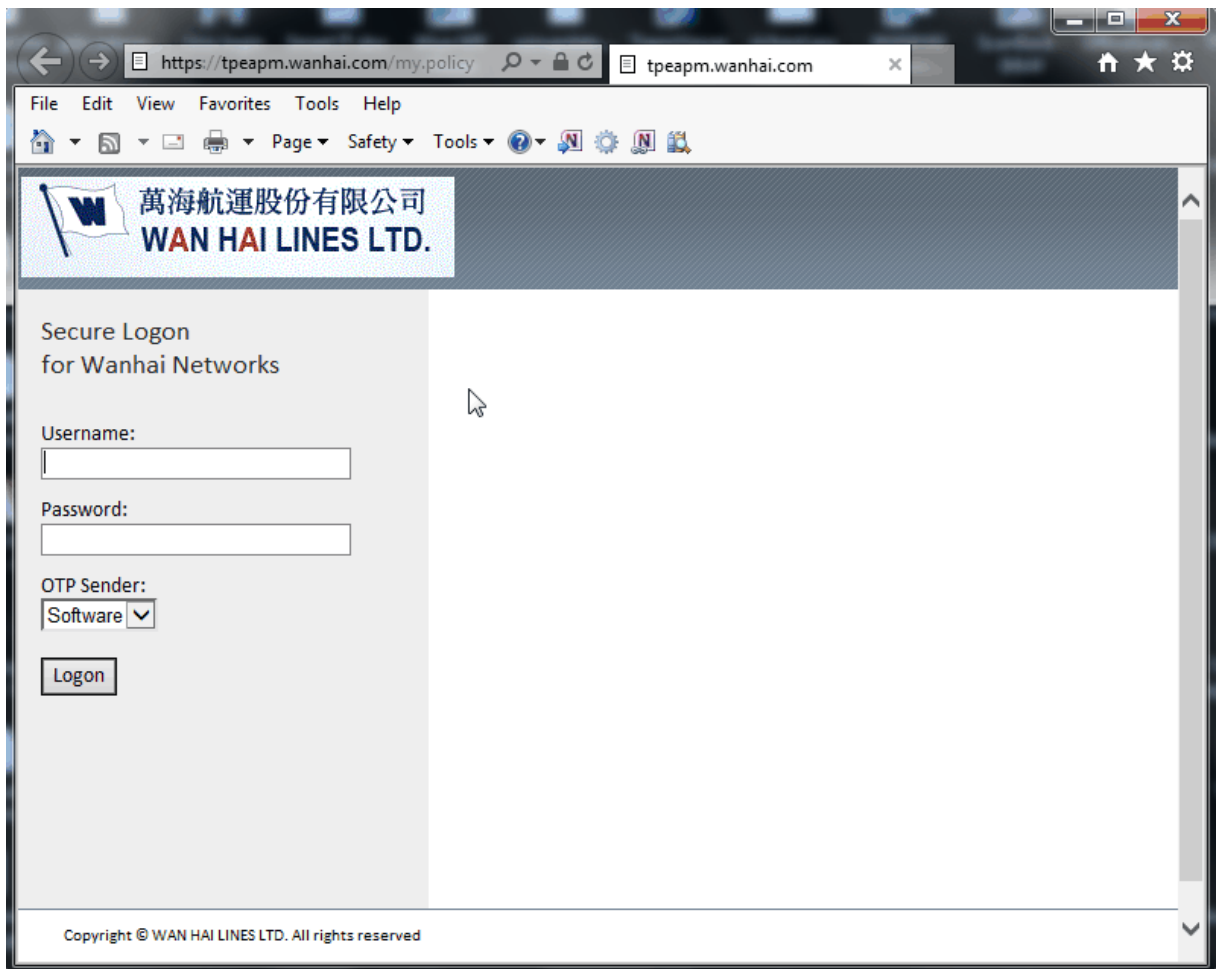 https://tpeapm.wanhai.com/my.policy
tpeapm.wanhai.com
File Edit View Favorites Tools Help
Page Safety Tools
W 萬海航運股份有限公司
WAN HAI LINES LTD.
Secure Logon
for Wanhai Networks
Username:
Password:
OTP Sender:
Software
Logon
Copyright © WAN HAI LINES LTD. All rights reserved